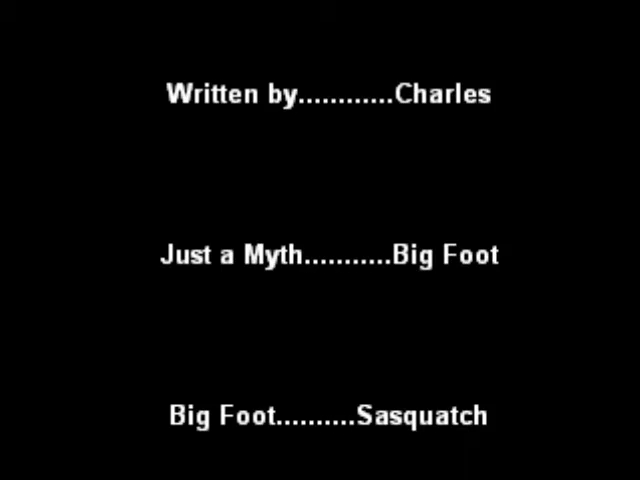 Written by............Charles
Just a Myth...........Big Foot
Big Foot..........Sasquatch